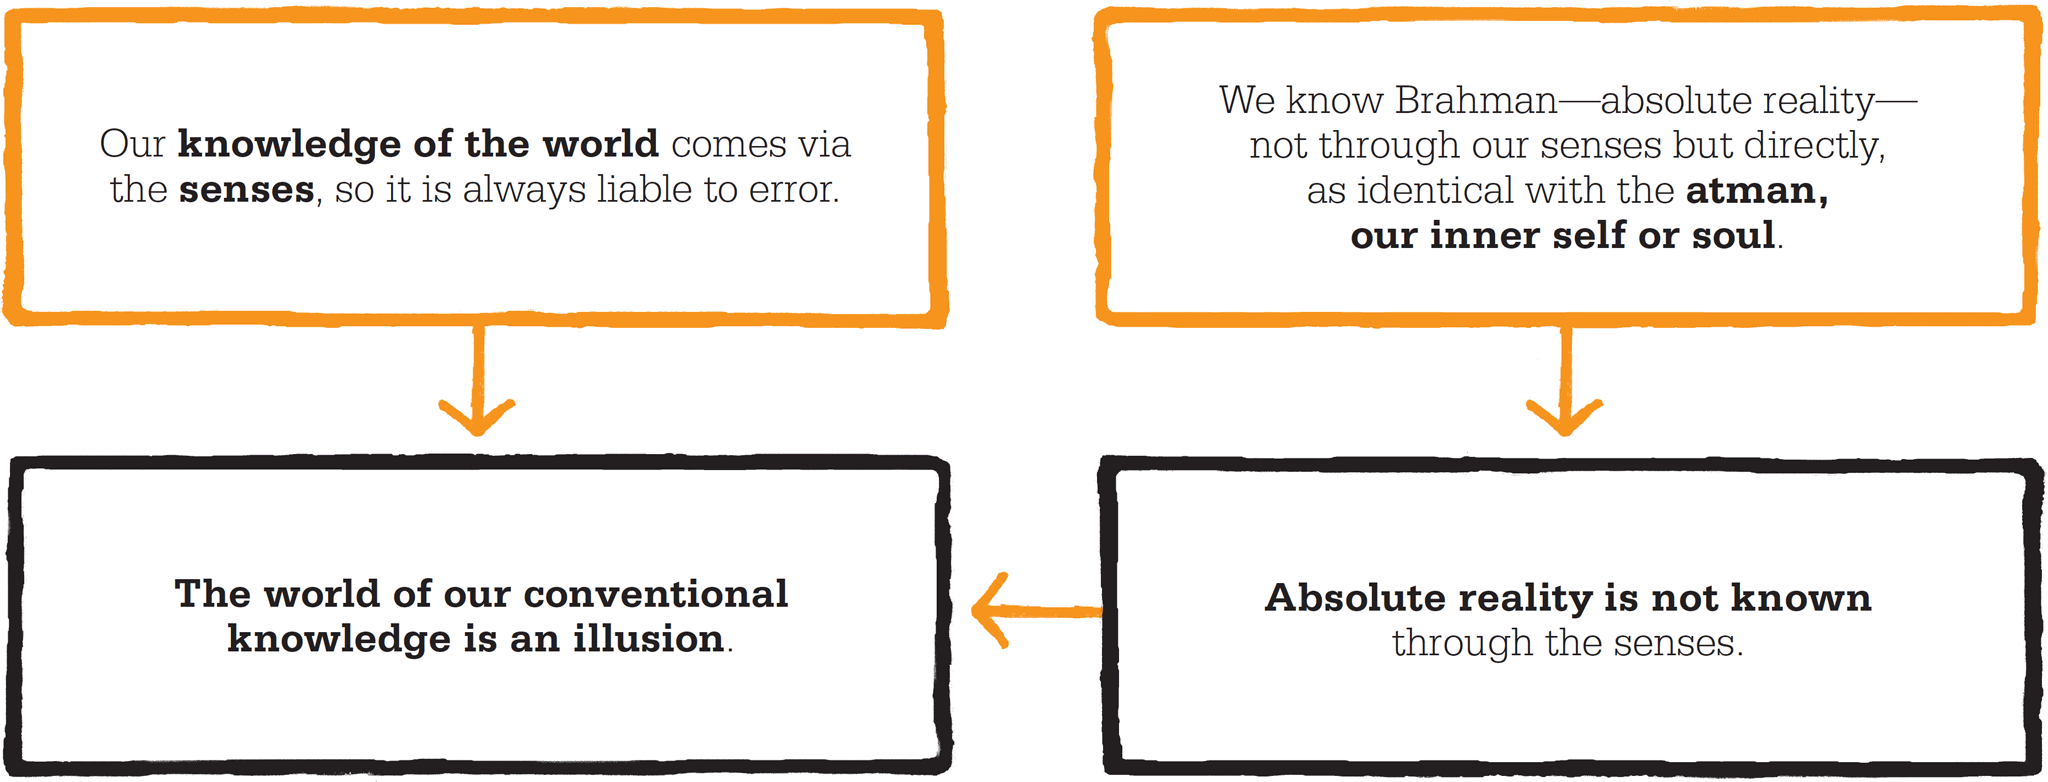 Our knowledge of the world comes via
the senses, so it is always liable to error.
We know Brahman—absolute reality—
not through our senses but directly,
as identical with the atman,
our inner self or soul.
The world of our conventional
knowledge is an illusion.
Absolute reality is not known
through the senses.